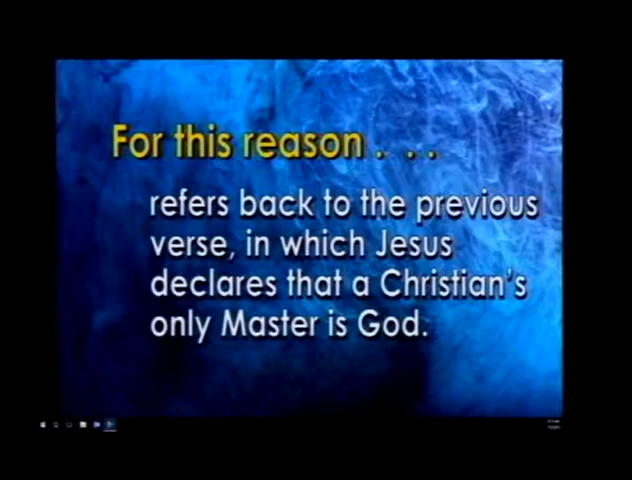 For this reason . . .
refers back to the previous
verse, in which Jesus
declares that a Christian's
only Master is God.